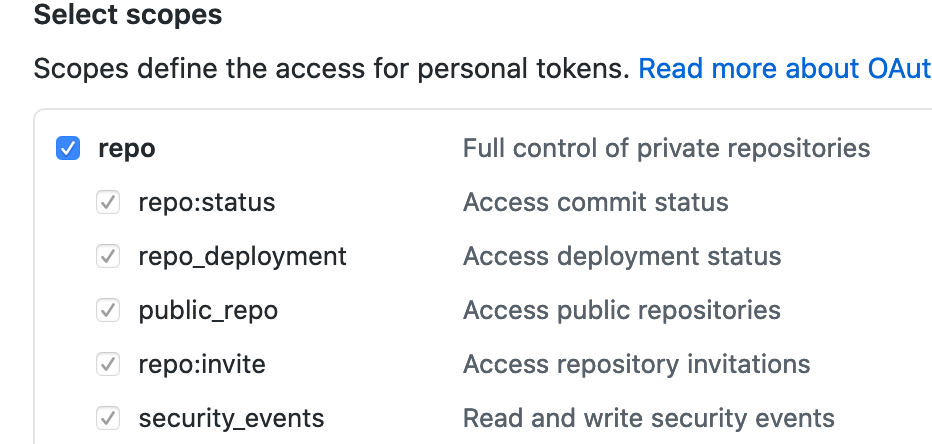 Select scopes
Scopes define the access for personal tokens. Read more about OAut
repo Full control of private repositories
repo:status Access commit status
repo_deployment Access deployment status
public_repo Access public repositories
repo:invite Access repository invitations
security_events Read and write security events